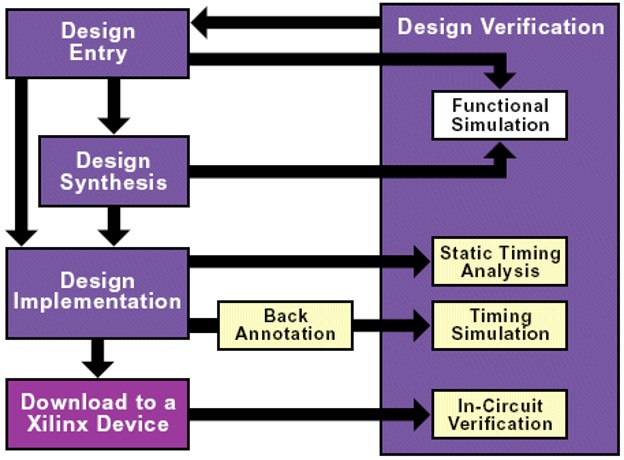 Design
Entry
Design Verification
Functional
Simulation
Design
Synthesis
Design
Implementation
Static Timing
Analysis
Back
Annotation
Timing
Simulation
Download to a
Xilinx Device
In-Circuit
Verification